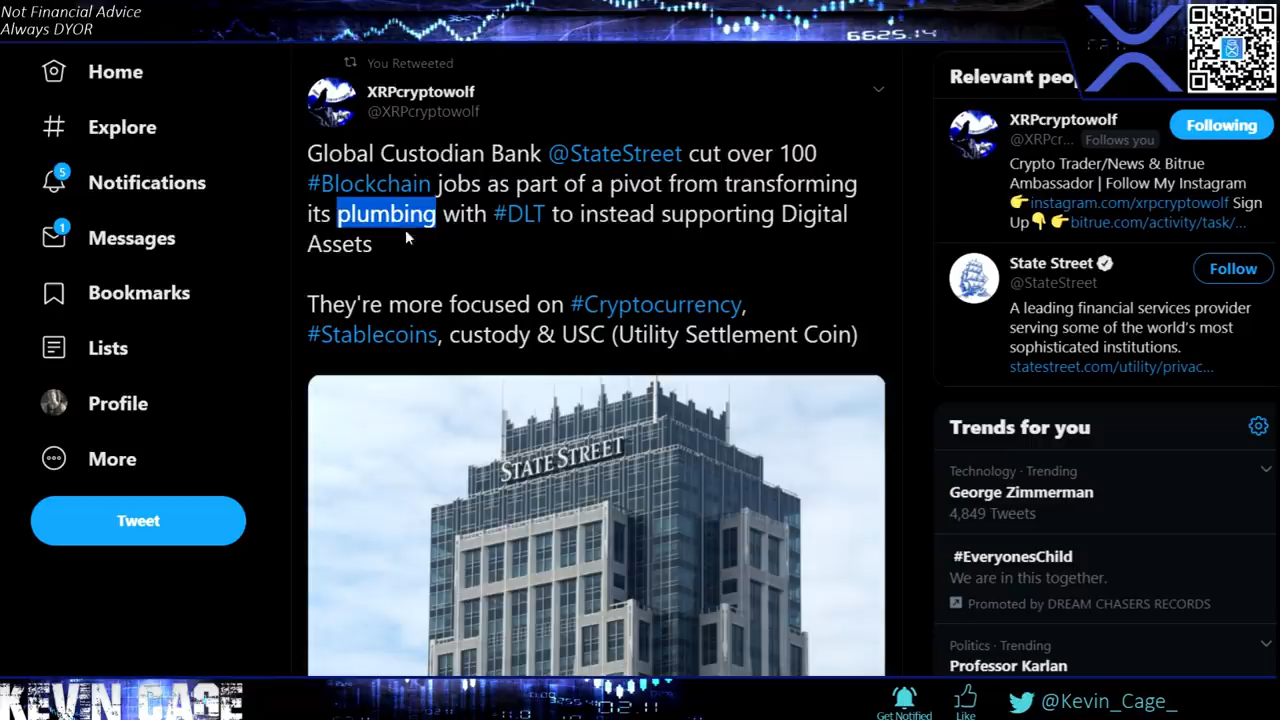 Not Financial Advice
Always DYOR
6625.14
Home
Explore
5
Notifications
1
Messages
Bookmarks
Lists
Profile
More
Tweet
You Retweeted
XRPcryptowolf
@XRPcryptowolf
Global Custodian Bank @StateStreet cut over 100
#Blockchain jobs as part of a pivot from transforming
its plumbing with #DLT to instead supporting Digital
Assets
They're more focused on #Cryptocurrency,
#Stablecoins, custody & USC (Utility Settlement Coin)
STATE STREET
Relevant peop
XRPcryptowolf
@XRPcr... Follows you
Following
Crypto Trader/News & Bitrue
Ambassador | Follow My Instagram
👉instagram.com/xrpcryptowolf Sign
Up👇 👉bitrue.com/activity/task/...
State Street
@StateStreet
Follow
A leading financial services provider
serving some of the world's most
sophisticated institutions.
statestreet.com/utility/privac...
Trends for you
Technology · Trending
George Zimmerman
4,849 Tweets
#EveryonesChild
We are in this together.
Promoted by DREAM CHASERS RECORDS
Politics · Trending
Professor Karlan
KEVIN CAGE
Get Notified
Like
@Kevin_Cage_